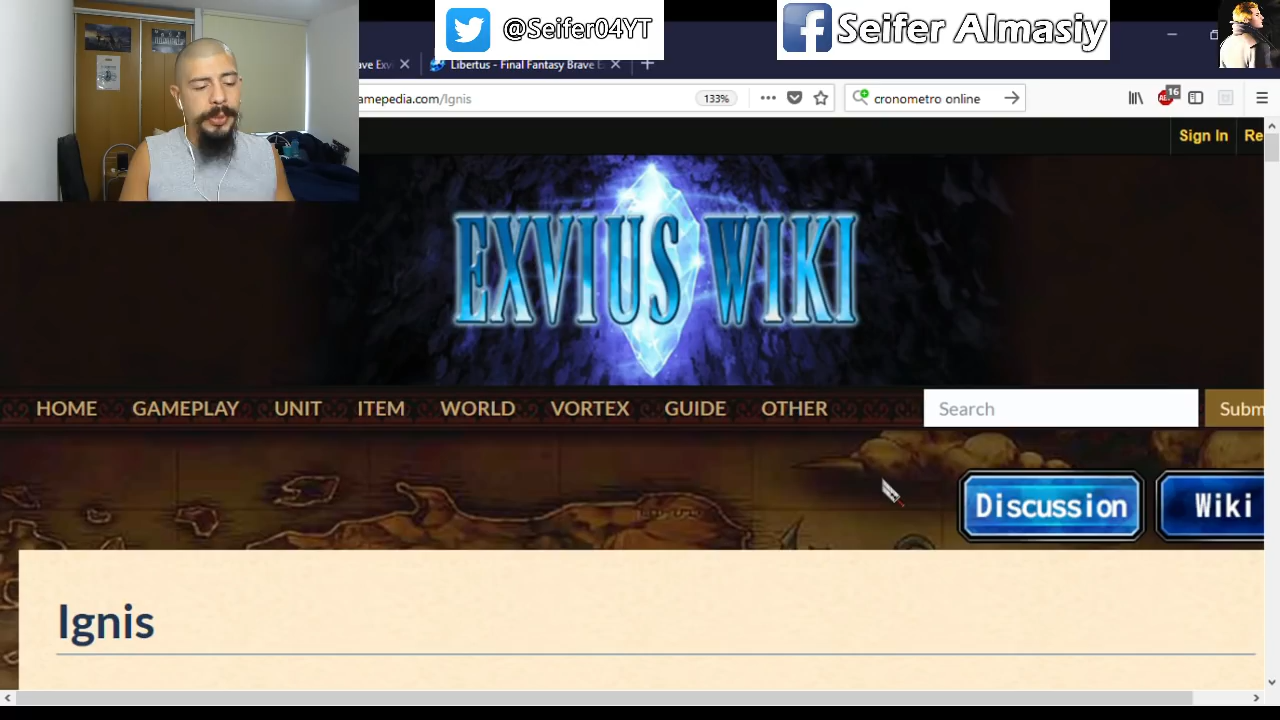 @Seifer04YT
Seifer Almasiy
ave Exv
Libertus - Final Fantasy Brave E
amepedia.com/Ignis
133%
cronometro online
16
Sign In
Re
EXVIUS WIKI
HOME GAMEPLAY UNIT ITEM WORLD VORTEX GUIDE OTHER
Search
Subm
Discussion
Wiki
Ignis